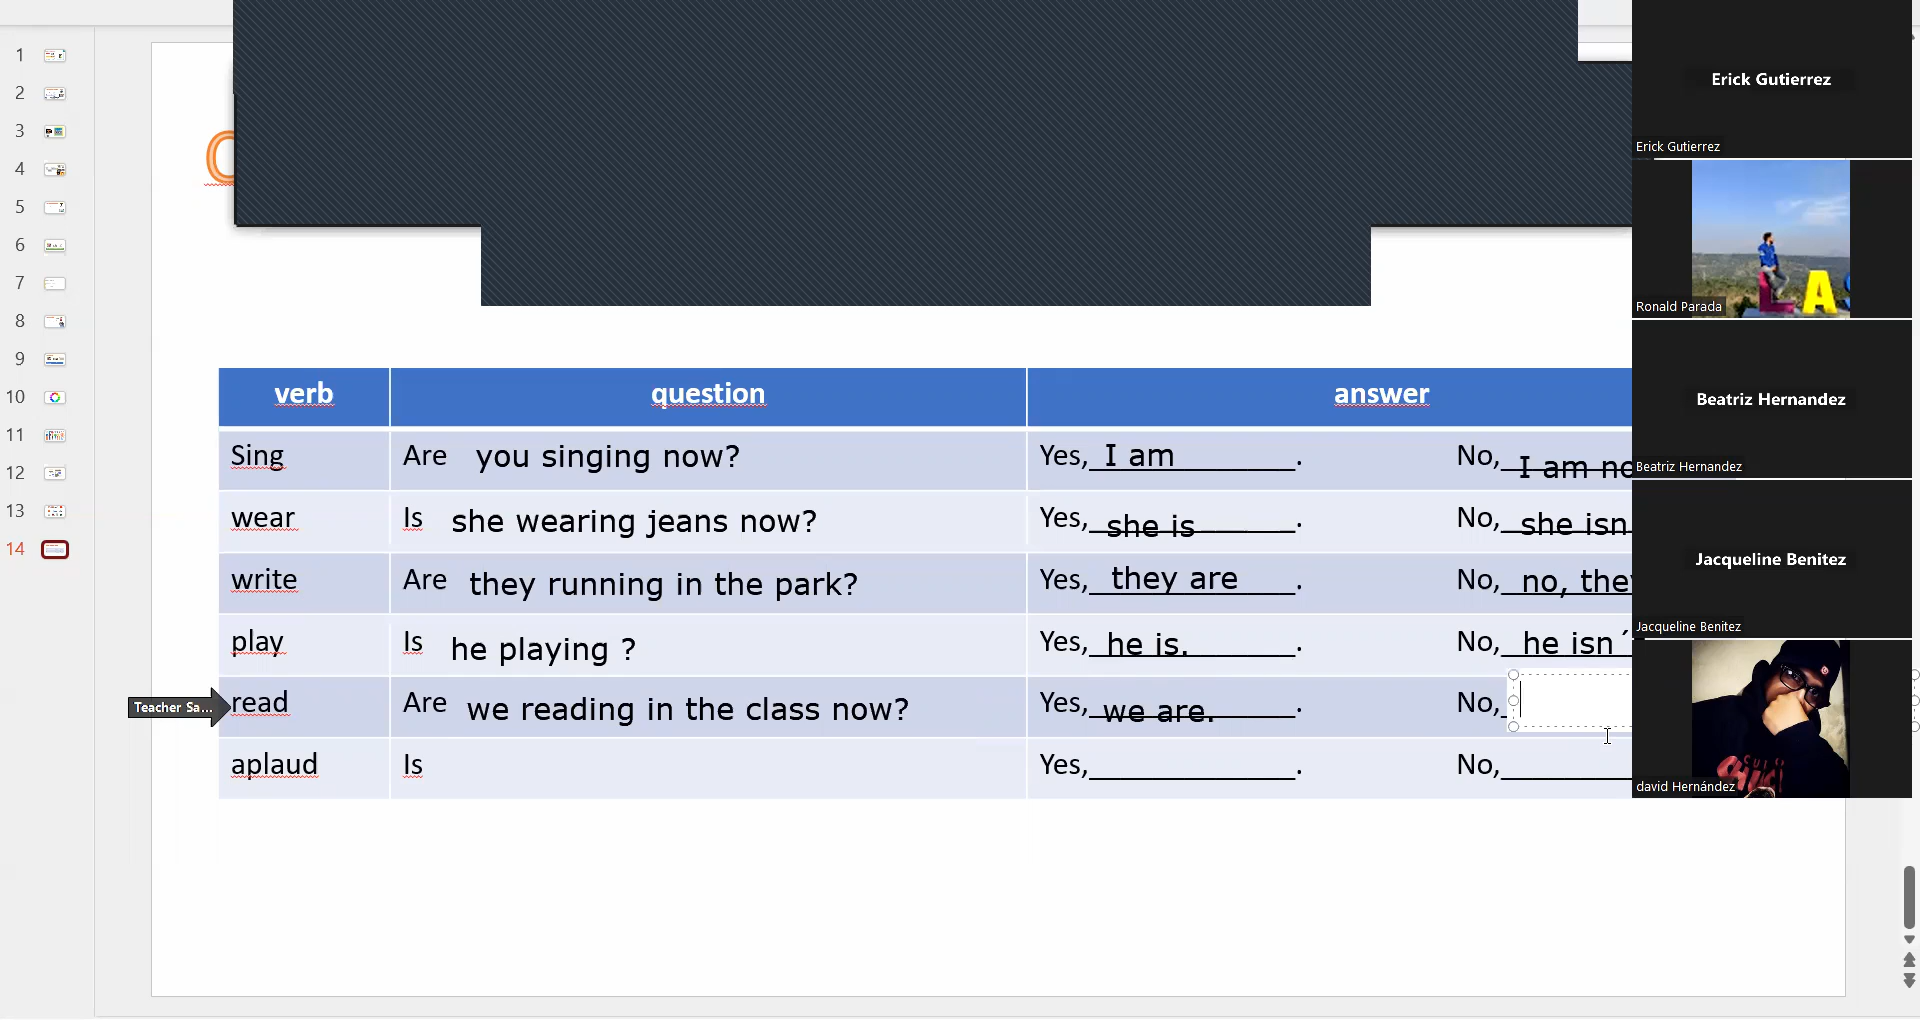 1
2
3
4
5
6
7
8
9
10
11
12
13
14
verb question answer
Sing Are you singing now? Yes, I am. No, I am
wear Is she wearing jeans now? Yes, she is. No, she
write Are they running in the park? Yes, they are. No, no,
play Is he playing ? Yes, he is.. No, he
Teacher Sa... read Are we reading in the class now? Yes, we are.. No,
aplaud Is Yes,______________. No,
Erick Gutierrez
Erick Gutierrez
LA
Ronald Parada
Beatriz Hernandez
Beatriz Hernandez
Jacqueline Benitez
Jacqueline Benitez
david Hernández